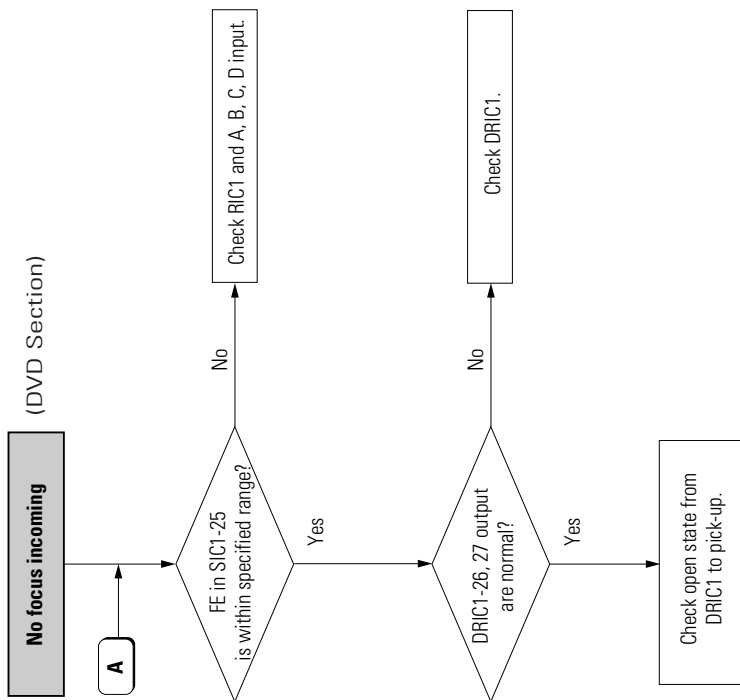 (DVD Section)
No focus incoming
A
FE in SIC1-25
is within specified range?
No
Check RIC1 and A, B, C, D input.
Yes
DRIC1-26, 27 output
are normal?
No
Check DRIC1.
Yes
Check open state from
DRIC1 to pick-up.